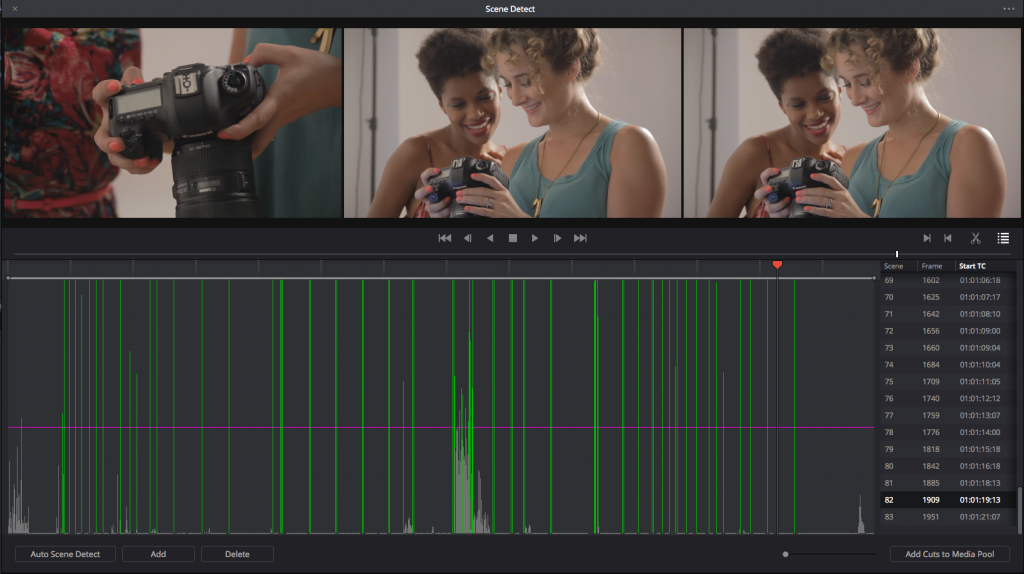 Scene Detect
Scene Frame Start TC
69 1602 01:01:06:18
70 1625 01:01:07:17
71 1642 01:01:08:10
72 1656 01:01:09:00
73 1660 01:01:09:04
74 1684 01:01:10:04
75 1709 01:01:11:05
76 1740 01:01:12:12
77 1759 01:01:13:07
78 1776 01:01:14:00
79 1818 01:01:15:18
80 1842 01:01:16:18
81 1885 01:01:18:13
82 1909 01:01:19:13
83 1951 01:01:21:07
Auto Scene Detect Add Delete Add Cuts to Media Pool